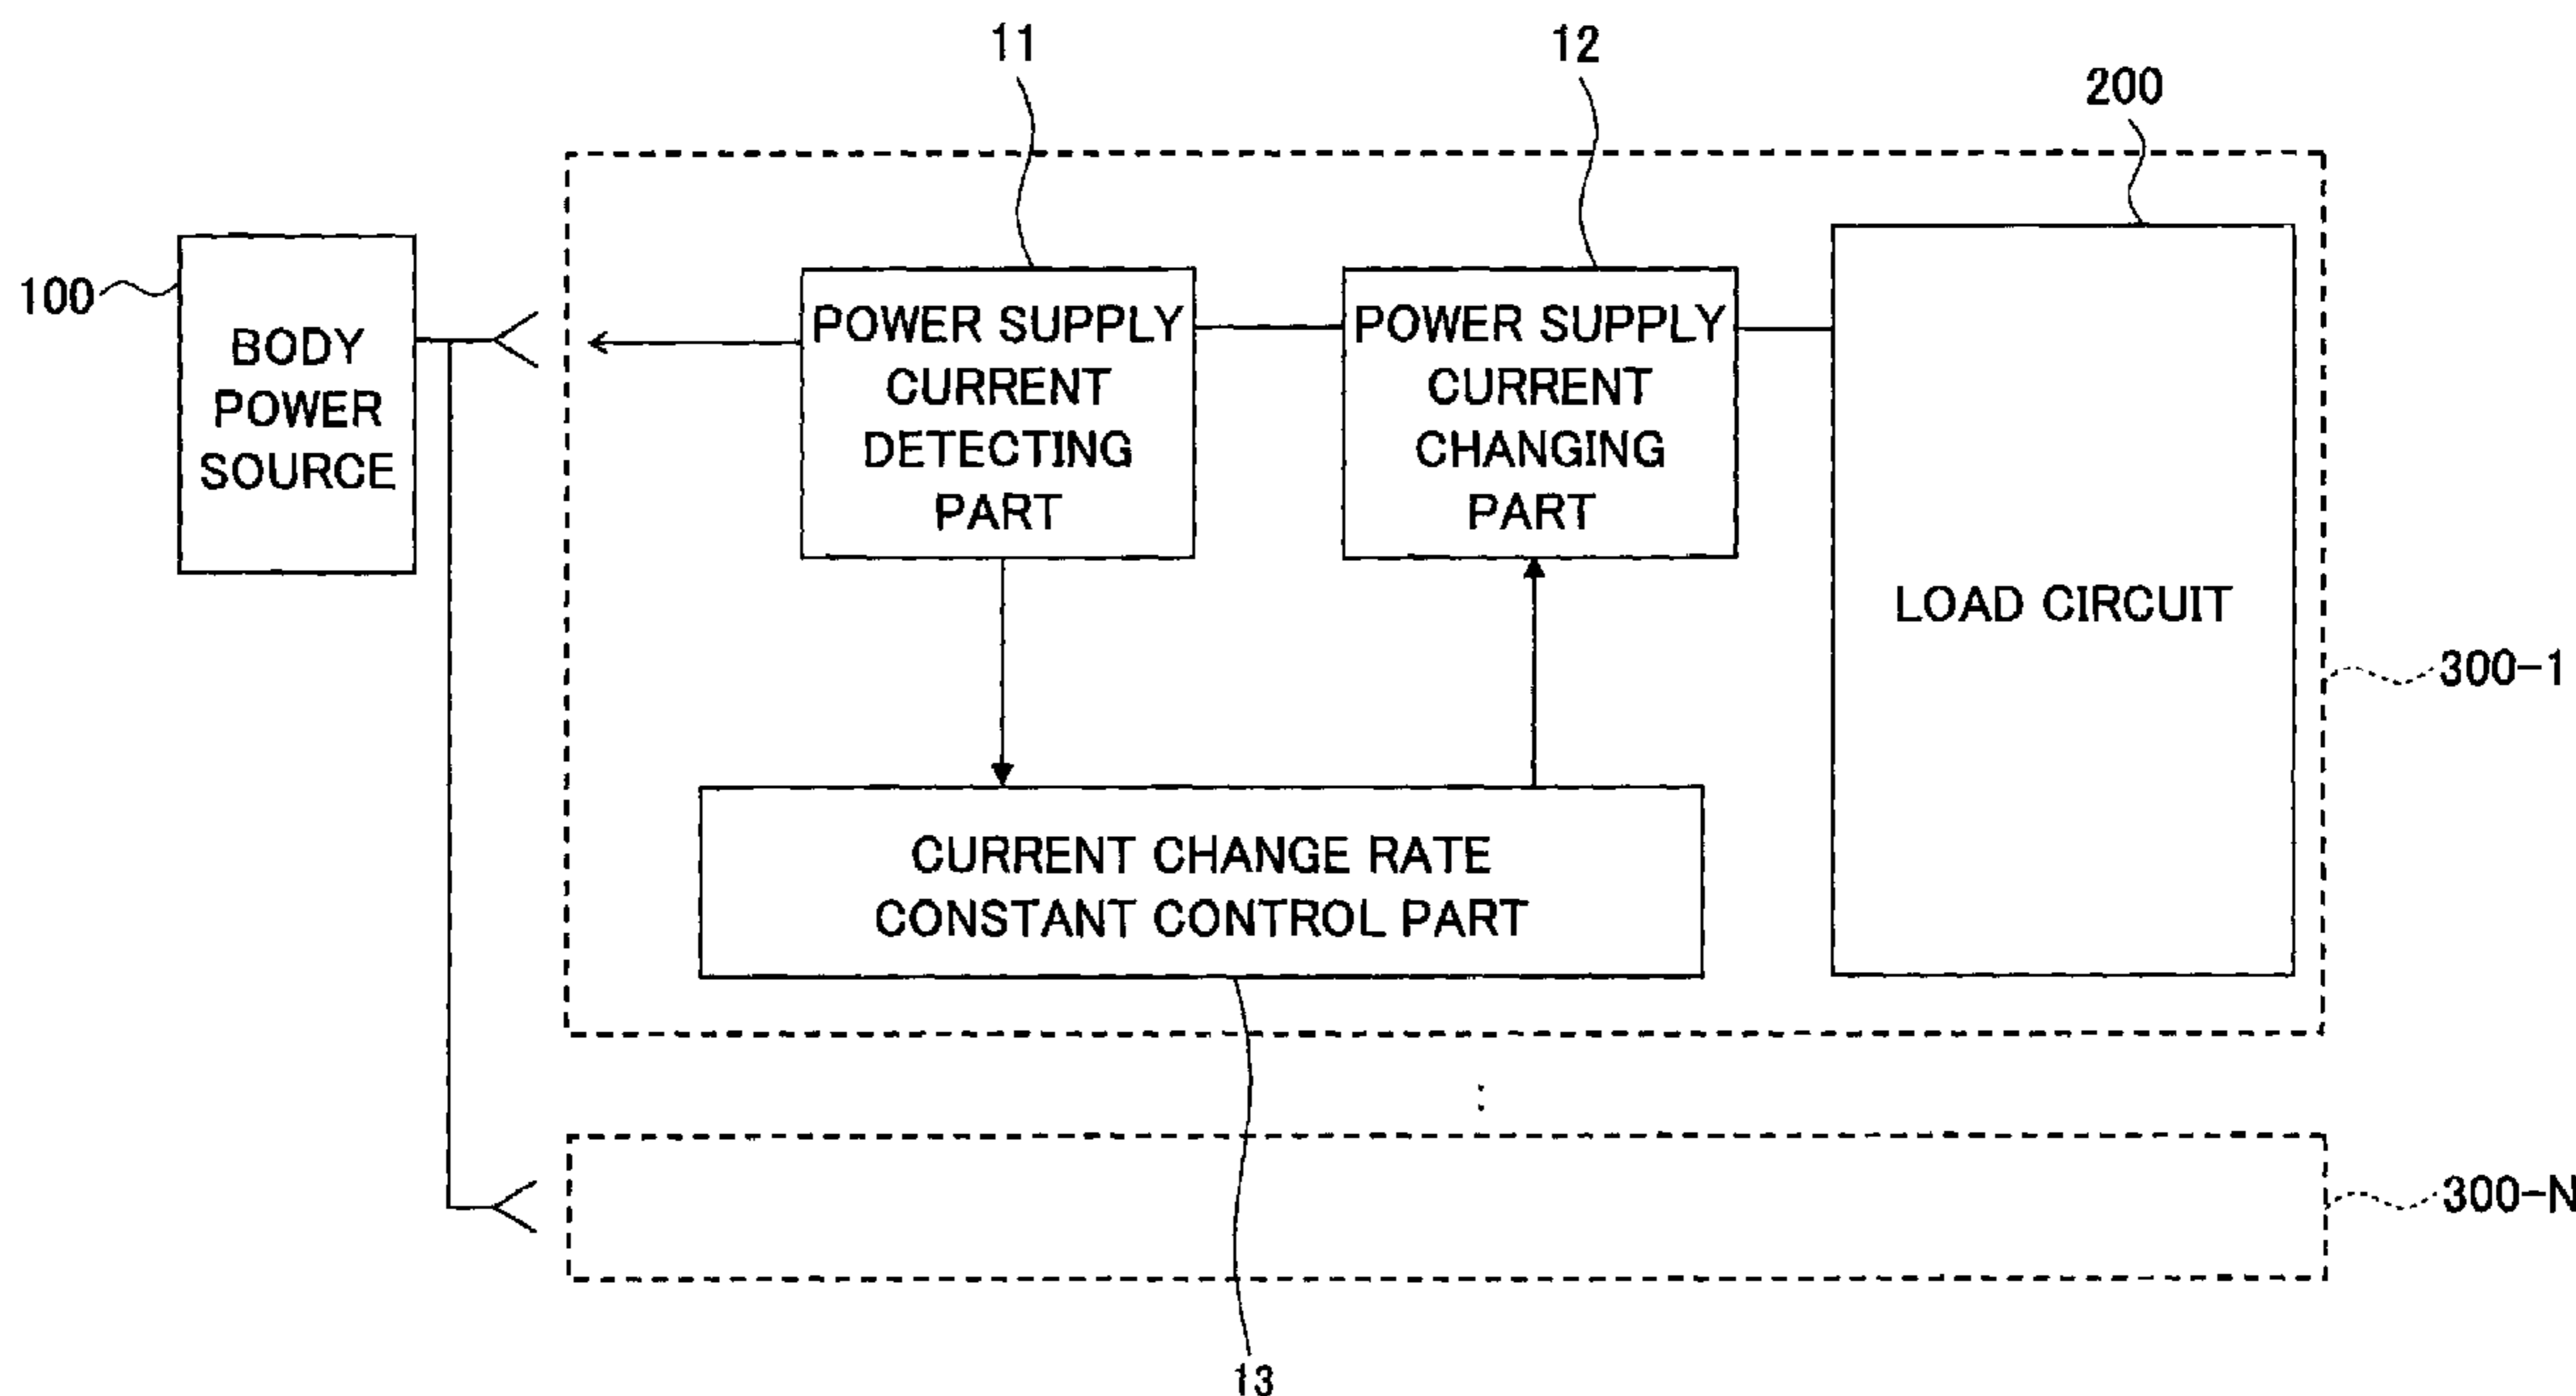 11
12
200
100
BODY
POWER
SOURCE
POWER SUPPLY
CURRENT
DETECTING
PART
POWER SUPPLY
CURRENT
CHANGING
PART
LOAD CIRCUIT
300-1
CURRENT CHANGE RATE
CONSTANT CONTROL PART
300-N
13